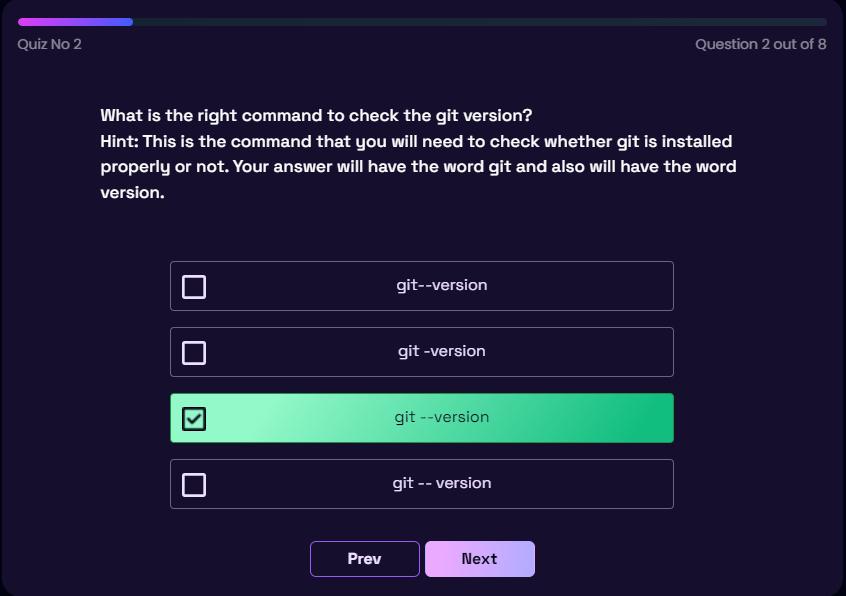 Quiz No 2
Question 2 out of 8
What is the right command to check the git version?
Hint: This is the command that you will need to check whether git is installed
properly or not. Your answer will have the word git and also will have the word
version.
git--version
git -version
git --version
git -- version
Prev
Next